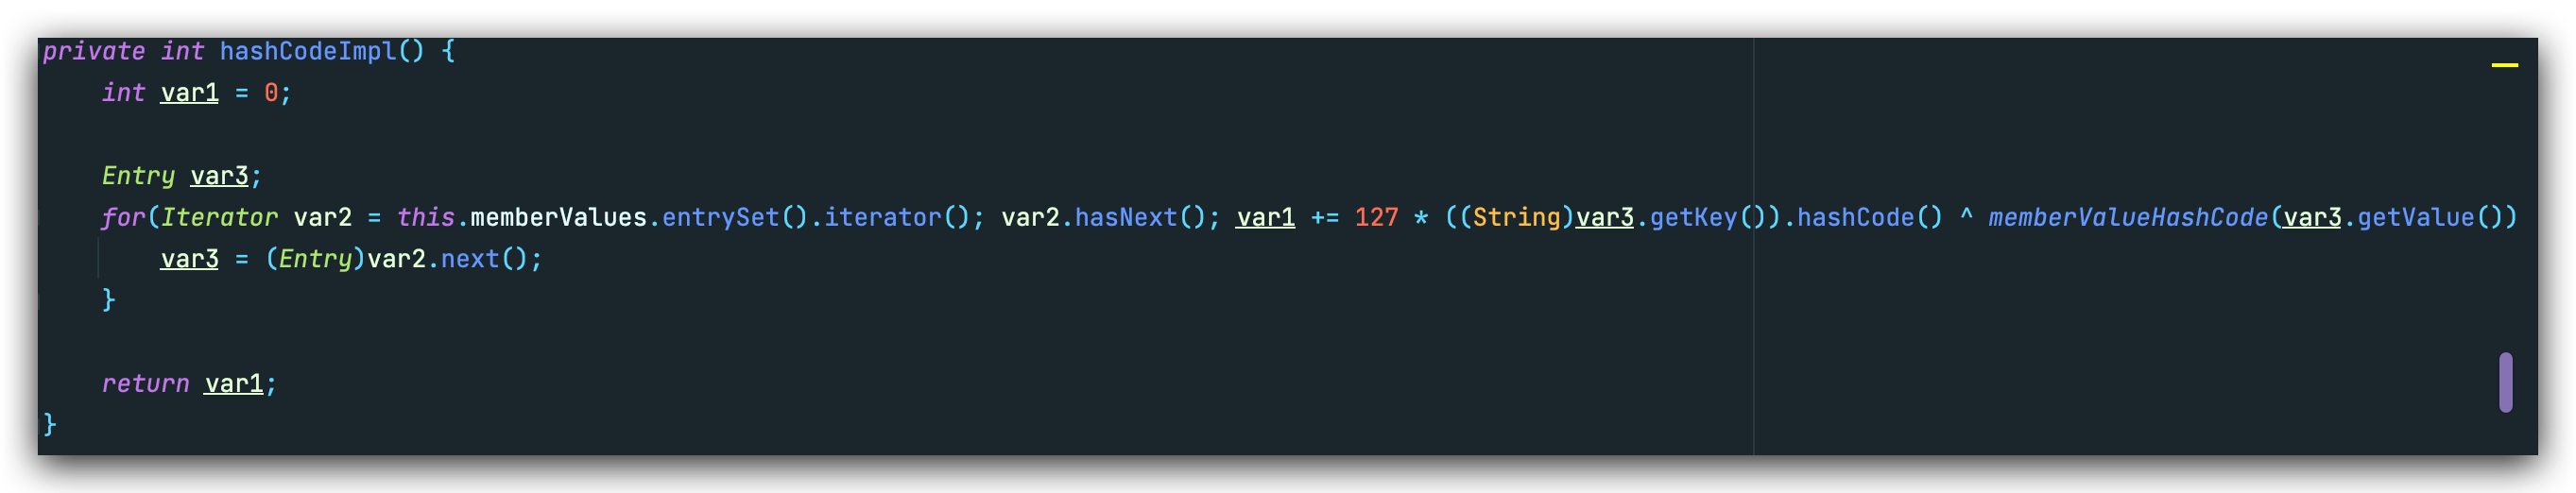 private int hashCodeImpl() {
    int var1 = 0;

    Entry var3;
    for(Iterator var2 = this.memberValues.entrySet().iterator(); var2.hasNext(); var1 += 127 * ((String)var3.getKey()).hashCode() ^ memberValueHashCode(var3.getValue())
        var3 = (Entry)var2.next();
    }

    return var1;
}